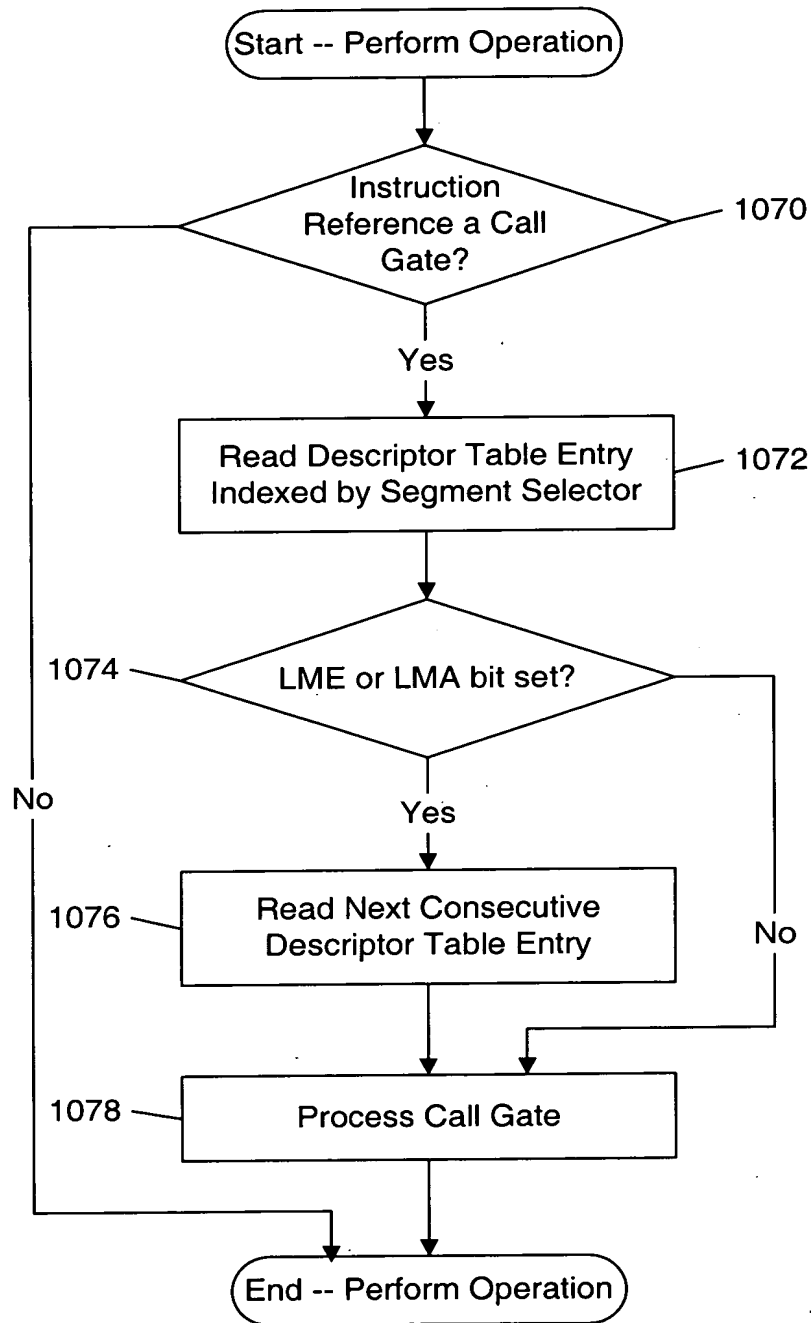 Start -- Perform Operation
Instruction
Reference a Call
Gate?
1070
Yes
Read Descriptor Table Entry
Indexed by Segment Selector
1072
1074
LME or LMA bit set?
No
Yes
1076
Read Next Consecutive
Descriptor Table Entry
No
1078
Process Call Gate
End -- Perform Operation